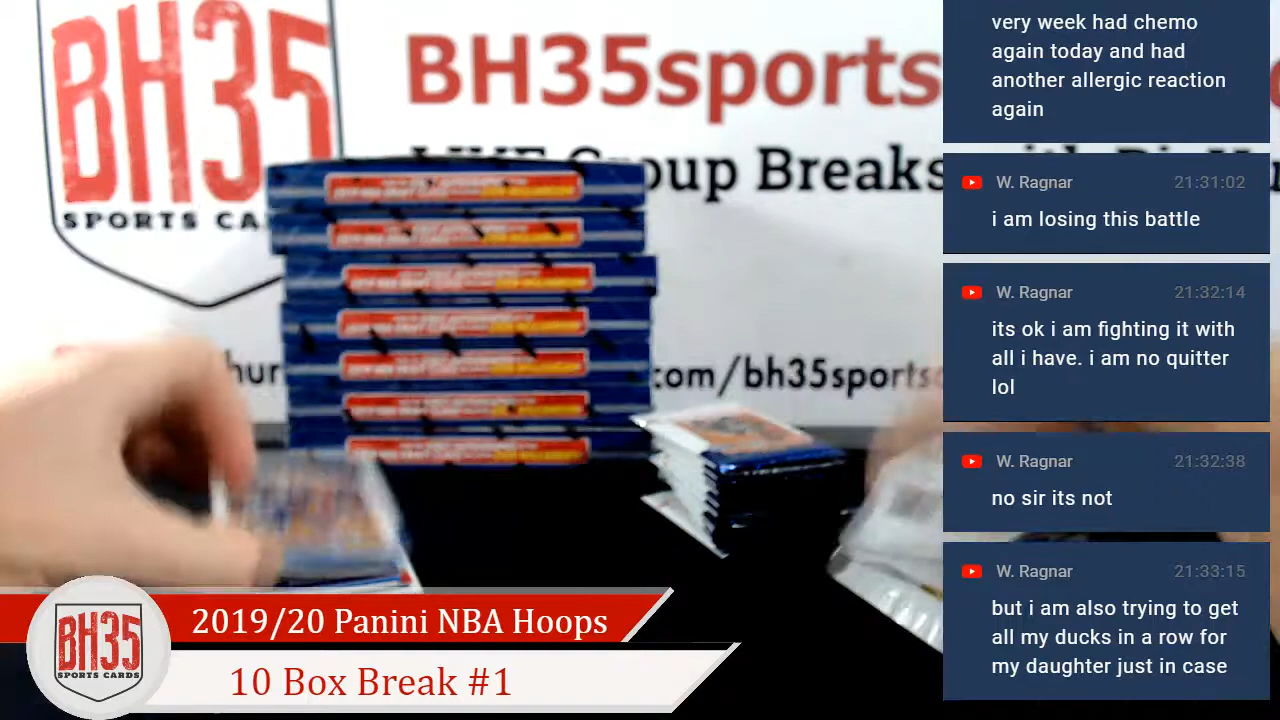 BH35
SPORTS CA
BH35sports
LIVE Group Breaks with
hur
com/bh35sports
very week had chemo
again today and had
another allergic reaction
again
W. Ragnar 21:31:02
i am losing this battle
W. Ragnar 21:32:14
its ok i am fighting it with
all i have. i am no quitter
lol
W. Ragnar 21:32:38
no sir its not
W. Ragnar 21:33:15
but i am also trying to get
all my ducks in a row for
my daughter just in case
2019/20 Panini NBA Hoops
10 Box Break #1
BH35
SPORTS CARDS